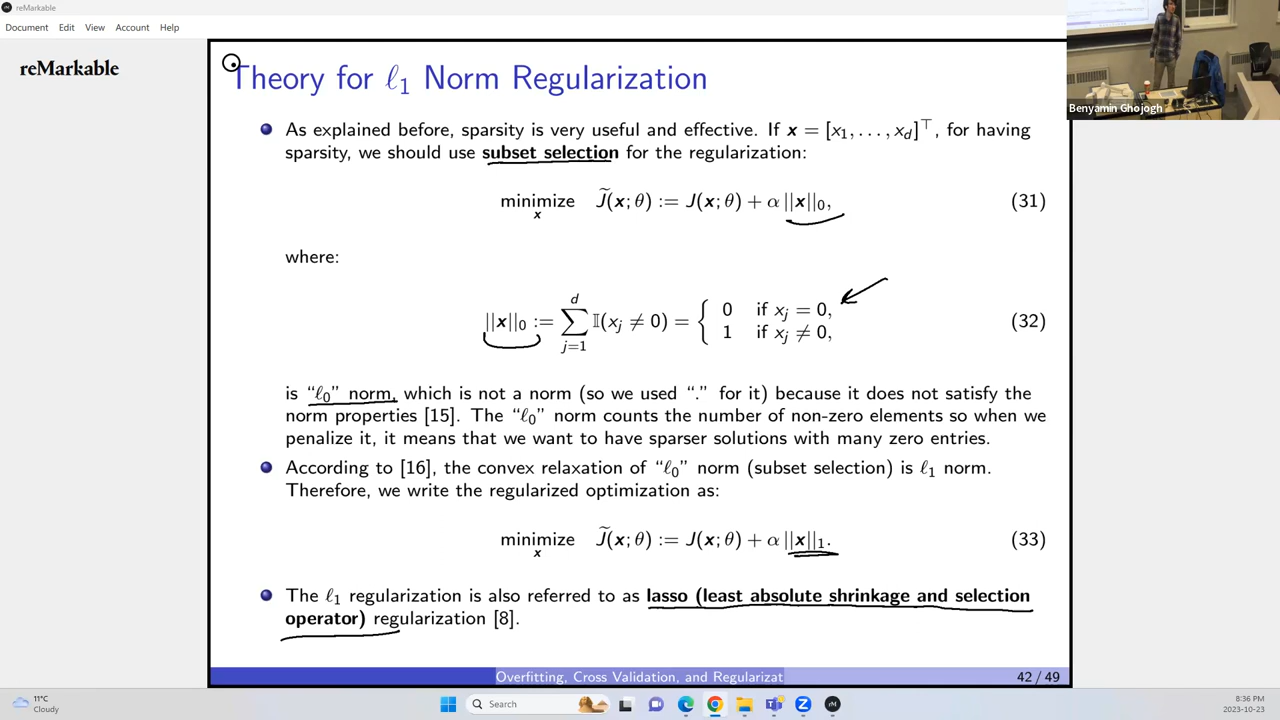 reMarkable
Document Edit View Account Help
reMarkable
Benyamin Ghojogh
Theory for ℓ₁ Norm Regularization
As explained before, sparsity is very useful and effective. If x = [x₁, . . . , x_d]^⊤, for having
sparsity, we should use subset selection for the regularization:
minimize_x J̃(x; θ) := J(x; θ) + α ||x||₀, (31)
where:
||x||₀ := ∑_{j=1}^{d} 𝕀(x_j ≠ 0) = { 0 if x_j = 0,
1 if x_j ≠ 0, (32)
is “ℓ₀” norm, which is not a norm (so we used “.” for it) because it does not satisfy the
norm properties [15]. The “ℓ₀” norm counts the number of non-zero elements so when we
penalize it, it means that we want to have sparser solutions with many zero entries.
According to [16], the convex relaxation of “ℓ₀” norm (subset selection) is ℓ₁ norm.
Therefore, we write the regularized optimization as:
minimize_x J̃(x; θ) := J(x; θ) + α ||x||₁. (33)
The ℓ₁ regularization is also referred to as lasso (least absolute shrinkage and selection
operator) regularization [8].
Overfitting, Cross Validation, and Regularizat 42 / 49
11°C
Cloudy
Search
8:36 PM
2023-10-23